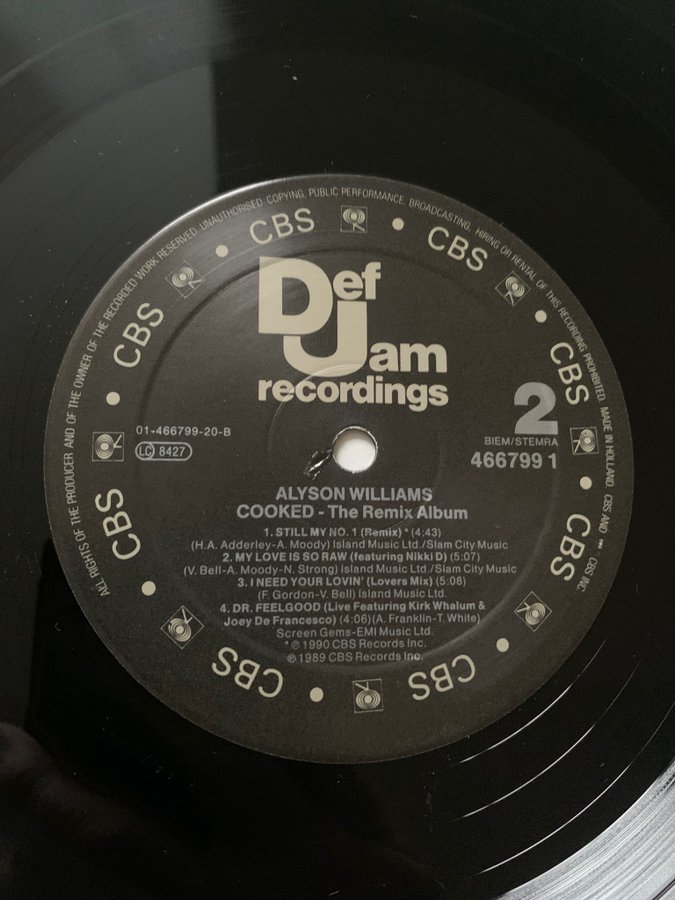 ALL RIGHTS OF THE PRODUCER AND OF THE OWNER OF THE RECORDED WORK RESERVED. UNAUTHORISED COPYING, PUBLIC PERFORMANCE, BROADCASTING, HIRING OR RENTAL OF THIS RECORDING PROHIBITED. MADE IN HOLLAND. CBS AND ARE CBS INC.
CBS
CBS
CBS
CBS
CBS
CBS
CBS
CBS
Def
Jam
recordings
01-466799-20-B
LC 8427
2
BIEM/STEMRA
466799 1
ALYSON WILLIAMS
COOKED - The Remix Album
1. STILL MY NO. 1 (Remix) * (4:43)
(H.A. Adderley-A. Moody) Island Music Ltd./Slam City Music
2. MY LOVE IS SO RAW (featuring Nikki D) (5:07)
(V. Bell-A. Moody-N. Strong) Island Music Ltd./Slam City Music
3. I NEED YOUR LOVIN' (Lovers Mix) (5:08)
(F. Gordon-V. Bell) Island Music Ltd.
4. DR. FEELGOOD (Live Featuring Kirk Whalum &
Joey De Francesco) (4:06)(A. Franklin-T. White)
Screen Gems-EMI Music Ltd.
* ℗ 1990 CBS Records Inc.
℗ 1989 CBS Records Inc.